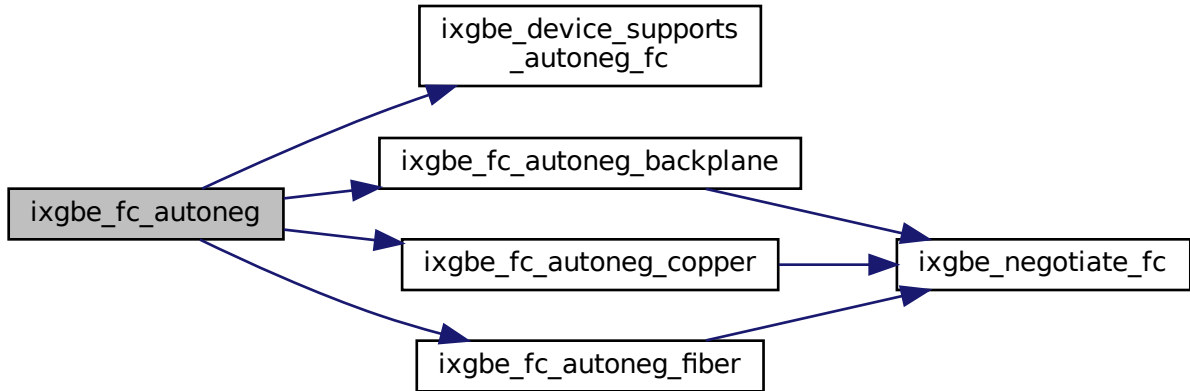 ixgbe_fc_autoneg
ixgbe_device_supports
_autoneg_fc
ixgbe_fc_autoneg_backplane
ixgbe_fc_autoneg_copper
ixgbe_fc_autoneg_fiber
ixgbe_negotiate_fc